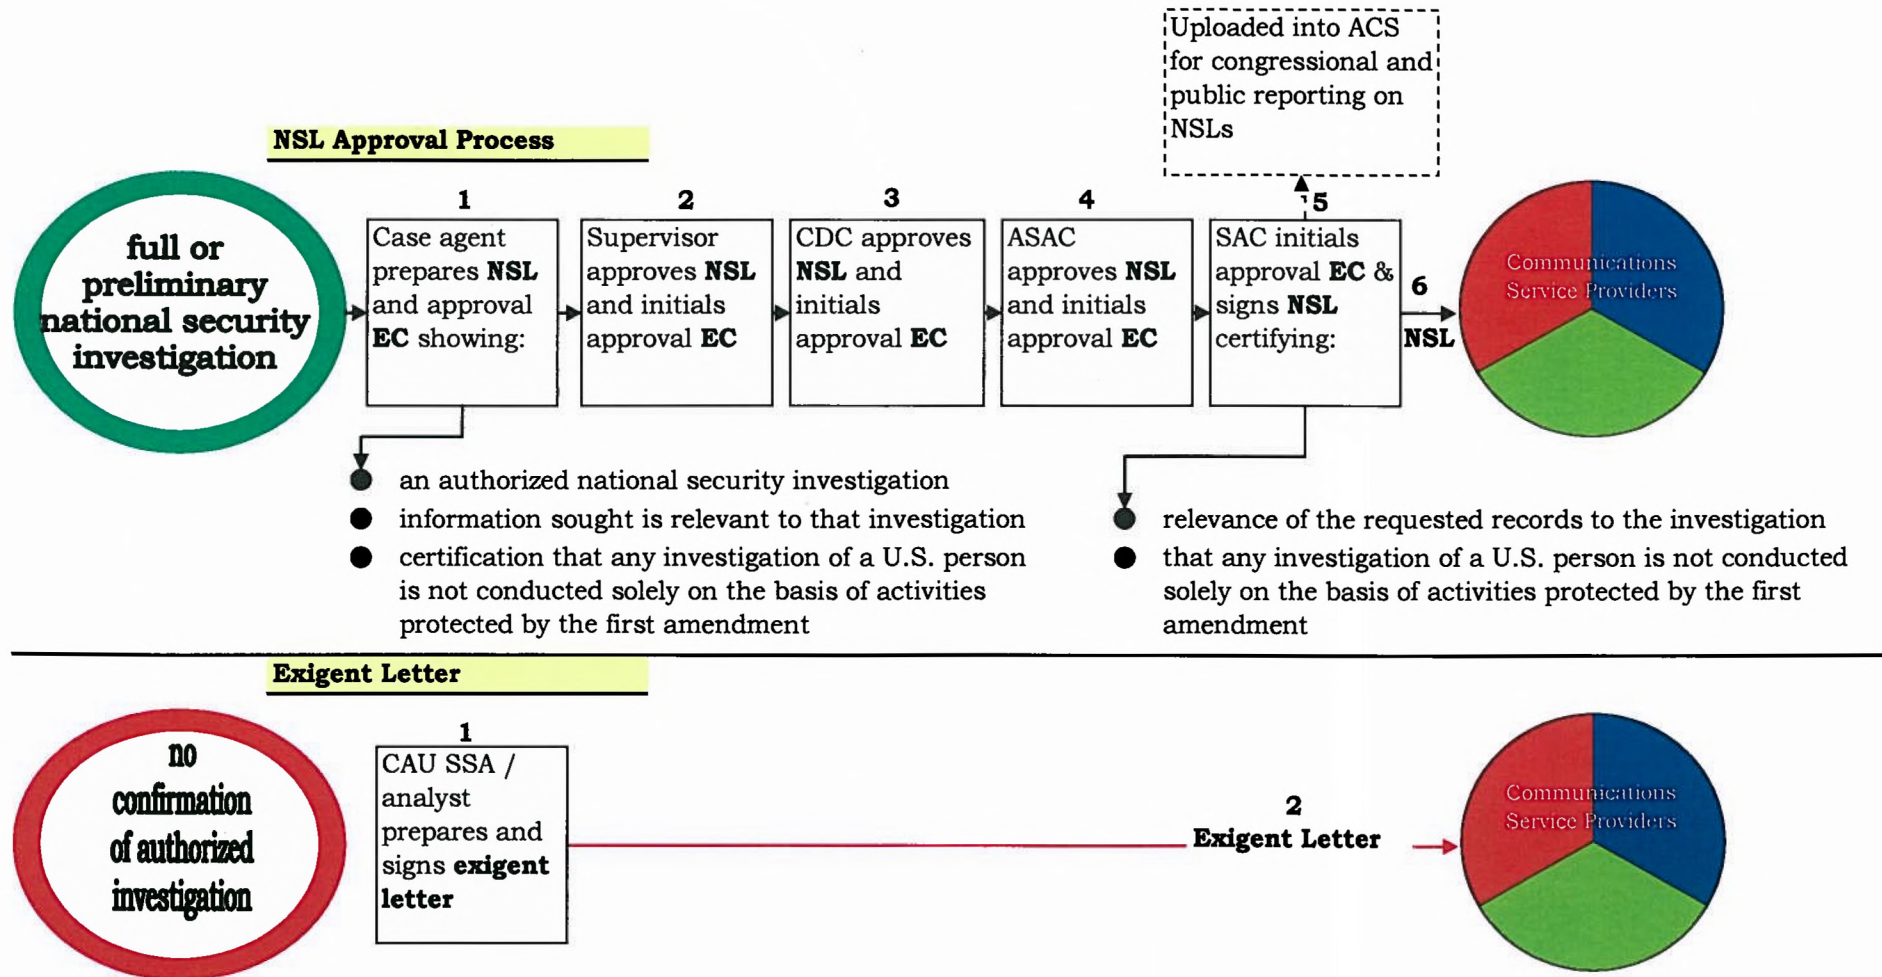 Uploaded into ACS
for congressional and
public reporting on
NSLs
NSL Approval Process
full or
preliminary
national security
investigation
1
Case agent
prepares NSL
and approval
EC showing:
2
Supervisor
approves NSL
and initials
approval EC
3
CDC approves
NSL and
initials
approval EC
4
ASAC
approves NSL
and initials
approval EC
5
SAC initials
approval EC &
signs NSL
certifying:
6
NSL
Communications
Service Providers
an authorized national security investigation
information sought is relevant to that investigation
certification that any investigation of a U.S. person
is not conducted solely on the basis of activities
protected by the first amendment
relevance of the requested records to the investigation
that any investigation of a U.S. person is not conducted
solely on the basis of activities protected by the first
amendment
Exigent Letter
no
confirmation
of authorized
investigation
1
CAU SSA /
analyst
prepares and
signs exigent
letter
2
Exigent Letter
Communications
Service Providers